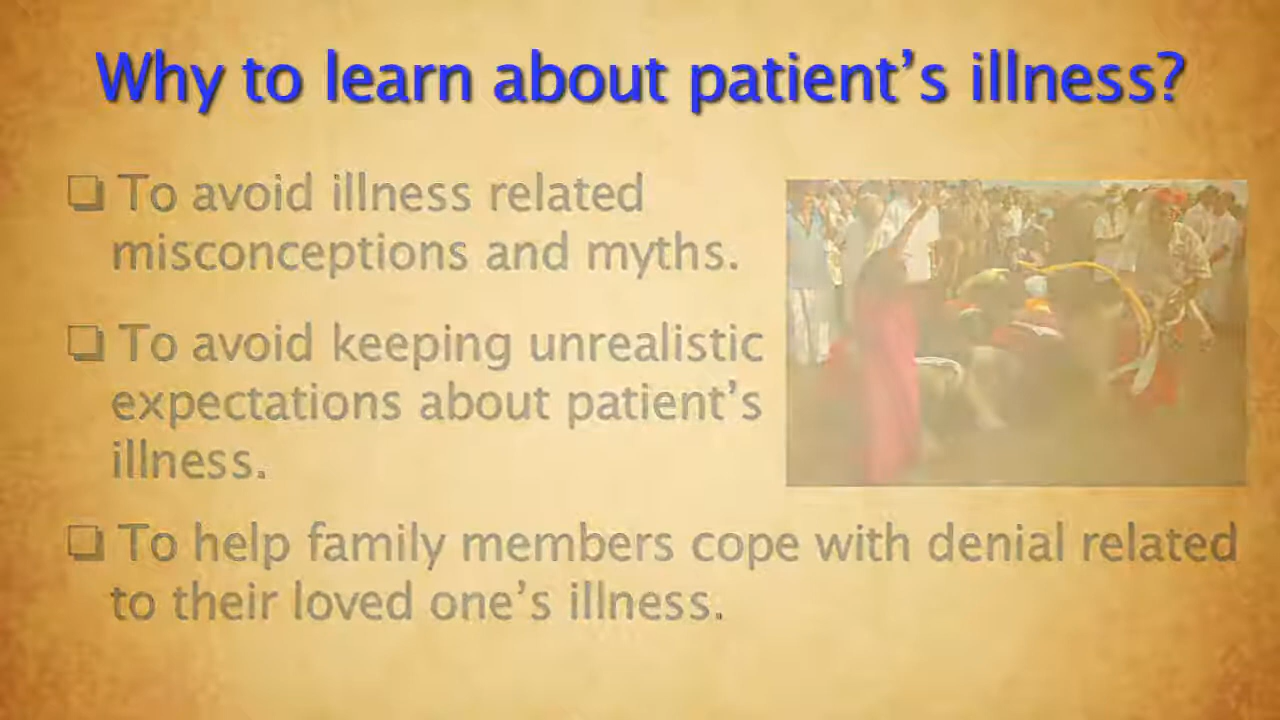 Why to learn about patient's illness?
❑ To avoid illness related
misconceptions and myths.
❑ To avoid keeping unrealistic
expectations about patient's
illness.
❑ To help family members cope with denial related
to their loved one's illness.